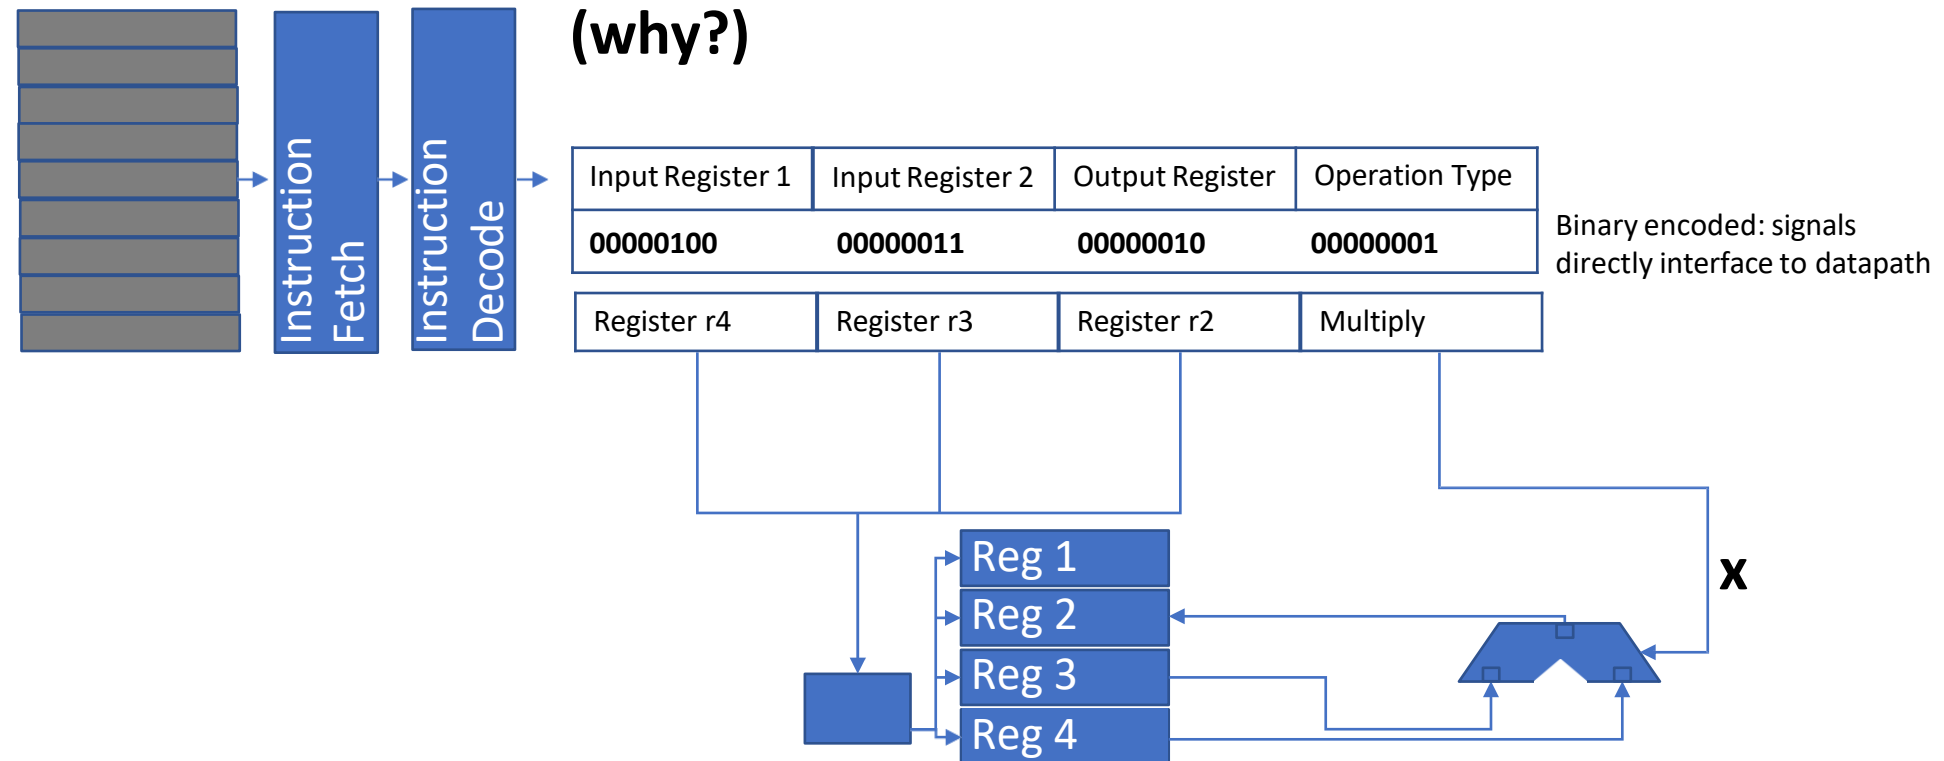 (why?)
Instruction
Fetch
Instruction
Decode
Input Register 1 Input Register 2 Output Register Operation Type
00000100 00000011 00000010 00000001
Binary encoded: signals
directly interface to datapath
Register r4 Register r3 Register r2 Multiply
Reg 1
x
Reg 2
Reg 3
Reg 4